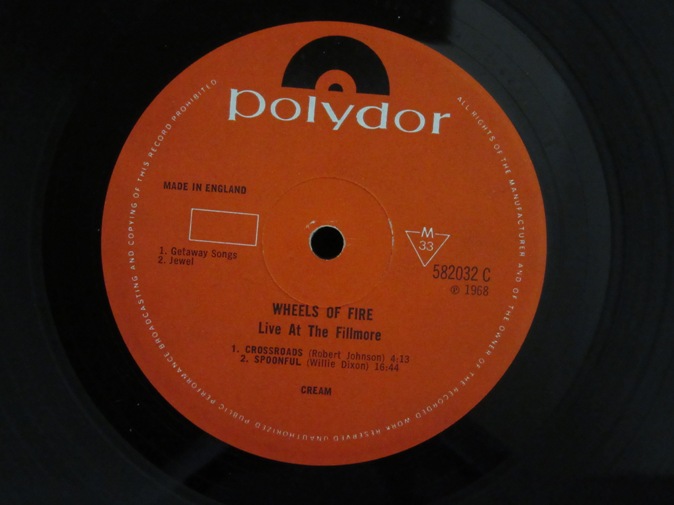 polydor
ALL RIGHTS OF THE MANUFACTURER AND OF THE OWNER OF THE RECORDED WORK RESERVED UNAUTHORIZED PUBLIC PERFORMANCE BROADCASTING AND COPYING OF THIS RECORD PROHIBITED
MADE IN ENGLAND
M
33
1. Getaway Songs
2. Jewel
582032 C
℗ 1968
WHEELS OF FIRE
Live At The Fillmore
1. CROSSROADS (Robert Johnson) 4·13
2. SPOONFUL (Willie Dixon) 16:44
CREAM